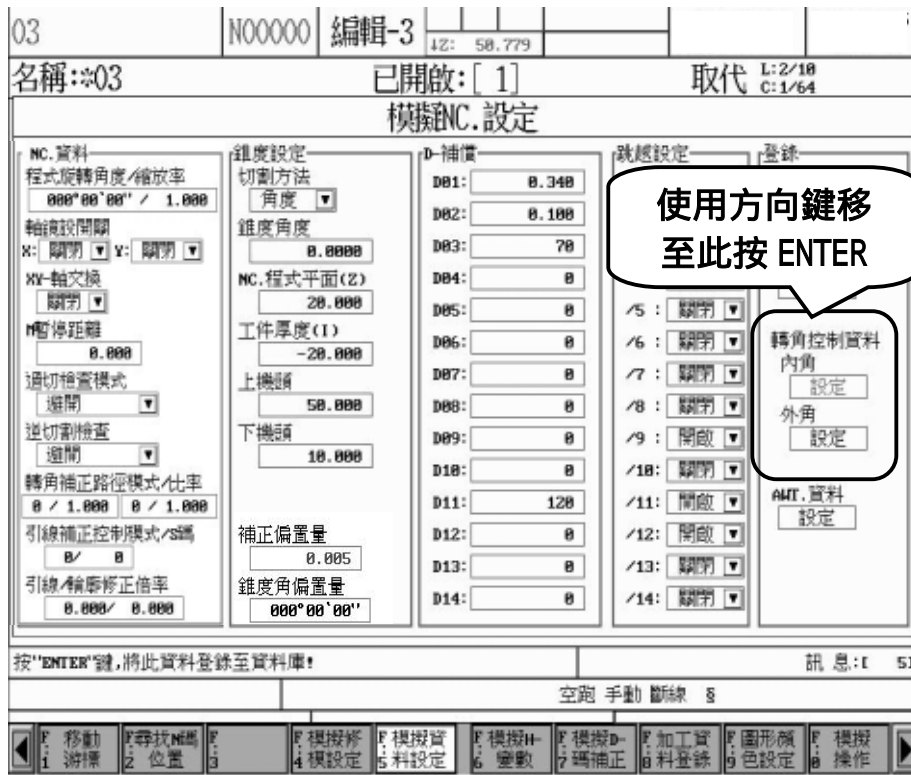 03
N00000
編輯-3
↓Z: 50.779
名稱:※03
已開啟:[ 1]
取代
L:2/10
C:1/64
模擬NC.設定
NC.資料
程式旋轉角度/縮放率
000°00`00'' / 1.000
軸鏡設開關
X: 關閉 Y: 關閉
XY-軸交換
關閉
M暫停距離
0.000
過切檢查模式
避開
逆切割檢查
避開
轉角補正路徑模式/比率
0 / 1.000 0 / 1.000
引線補正控制模式/S碼
0/ 0
引線/輪廓修正倍率
0.000/ 0.000
錐度設定
切割方法
角度
錐度角度
0.0000
NC.程式平面(Z)
20.000
工件厚度(I)
-20.000
上機頭
50.000
下機頭
10.000
補正偏置量
0.005
錐度角偏置量
000°00`00''
D-補償
D01: 0.340
D02: 0.100
D03: 70
D04: 0
D05: 0
D06: 0
D07: 0
D08: 0
D09: 0
D10: 0
D11: 120
D12: 0
D13: 0
D14: 0
跳越設定
/5 : 關閉
/6 : 關閉
/7 : 關閉
/8 : 關閉
/9 : 開啟
/10: 關閉
/11: 開啟
/12: 開啟
/13: 關閉
/14: 關閉
登錄
使用方向鍵移
至此按 ENTER
轉角控制資料
內角
設定
外角
設定
AWT.資料
設定
按"ENTER"鍵,將此資料登錄至資料庫!
訊 息:[ 5]
空跑 手動 斷線 §
F1 移動游標
F2 尋找N碼位置
F3
F4 模擬修模設定
F5 模擬資料設定
F6 模擬H-變數
F7 模擬D-碼補正
F8 加工資料登錄
F9 圖形顏色設定
F0 模擬操作